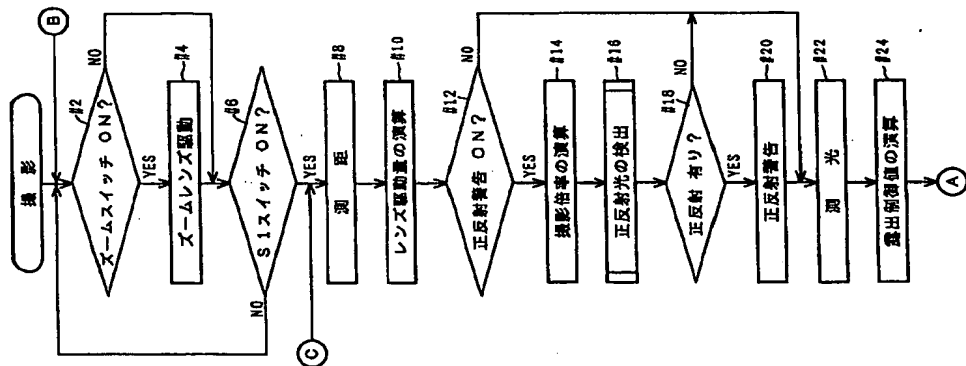 撮影
B
#2
ズームスイッチ ON?
NO
YES
#4
ズームレンズ駆動
#6
S1スイッチ ON?
NO
YES
C
#8
測距
#10
レンズ駆動量の演算
#12
正反射警告 ON?
NO
YES
#14
撮影倍率の演算
#16
正反射光の検出
#18
正反射 有り?
NO
YES
#20
正反射警告
#22
測光
#24
露出制御値の演算
A